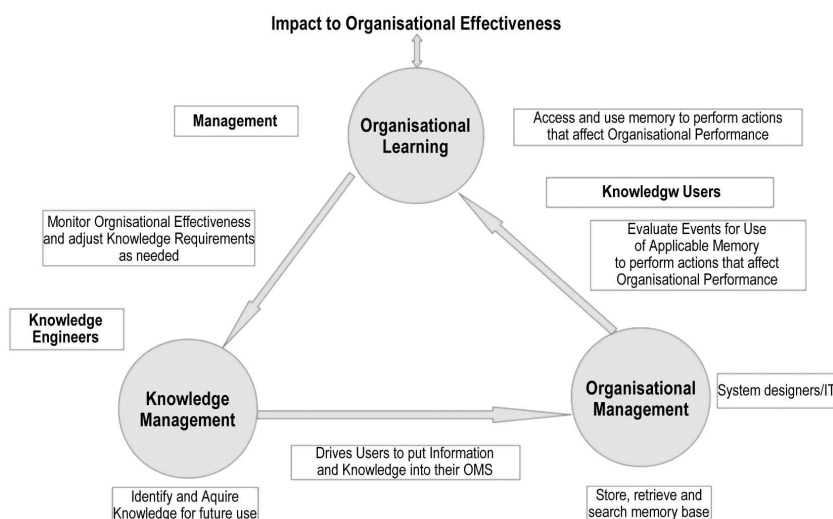 Impact to Organisational Effectiveness
Management
Organisational
Learning
Access and use memory to perform actions
that affect Organisational Performance
Knowledgw Users
Monitor Orgnisational Effectiveness
and adjust Knowledge Requirements
as needed
Evaluate Events for Use
of Applicable Memory
to perform actions that affect
Organisational Performance
Knowledge
Engineers
Knowledge
Management
Organisational
Management
System designers/IT
Drives Users to put Information
and Knowledge into their OMS
Identify and Aquire
Knowledge for future use
Store, retrieve and
search memory base